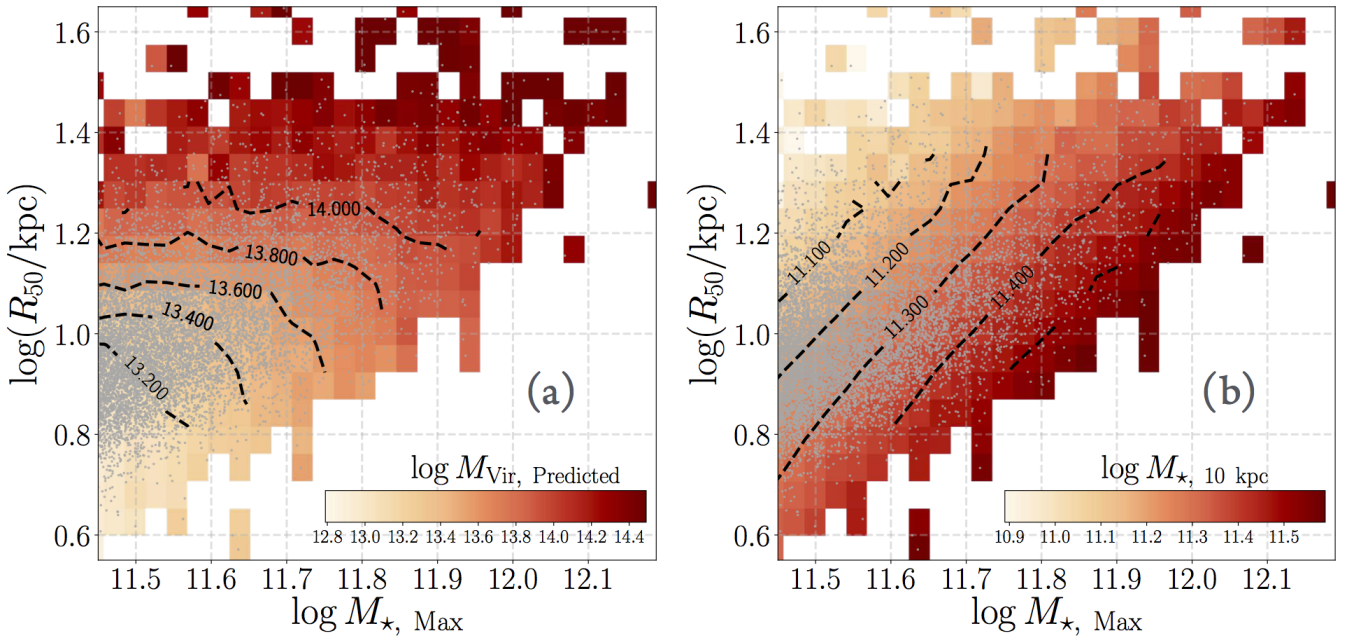 1.6
1.4
1.2
1.0
0.8
0.6
log(R50/kpc)
14.000
13.800
13.600
13.400
13.200
(a)
log MVir, Predicted
12.8 13.0 13.2 13.4 13.6 13.8 14.0 14.2 14.4
11.5 11.6 11.7 11.8 11.9 12.0 12.1
log M⋆, Max
1.6
1.4
1.2
1.0
0.8
0.6
log(R50/kpc)
11.100
11.200
11.300
11.400
(b)
log M⋆, 10 kpc
10.9 11.0 11.1 11.2 11.3 11.4 11.5
11.5 11.6 11.7 11.8 11.9 12.0 12.1
log M⋆, Max